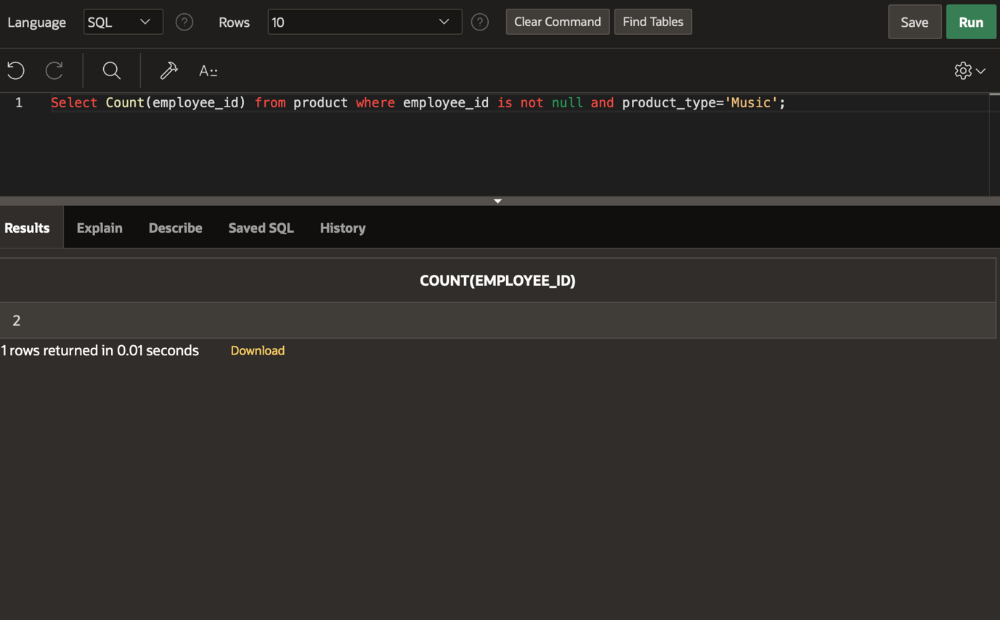 Language SQL ? Rows 10 ? Clear Command Find Tables Save Run
A::
1 Select Count(employee_id) from product where employee_id is not null and product_type='Music';
Results Explain Describe Saved SQL History
COUNT(EMPLOYEE_ID)
2
1 rows returned in 0.01 seconds Download